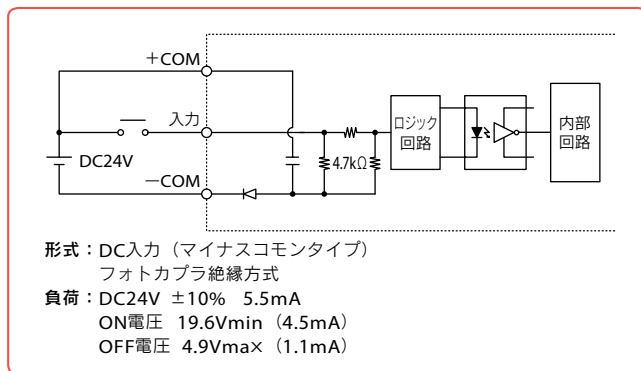 +COM
入力
DC24V
−COM
4.7kΩ
ロジック
回路
内部
回路
形式：DC入力（マイナスコモンタイプ）
フォトカプラ絶縁方式
負荷：DC24V ±10% 5.5mA
ON電圧 19.6Vmin（4.5mA）
OFF電圧 4.9Vma×（1.1mA）